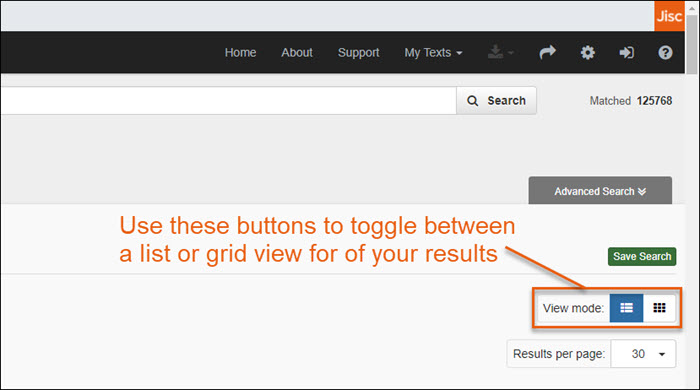 Jisc
Home About Support My Texts
Search Matched 125768
Advanced Search
Use these buttons to toggle between
a list or grid view for of your results
Save Search
View mode:
Results per page: 30